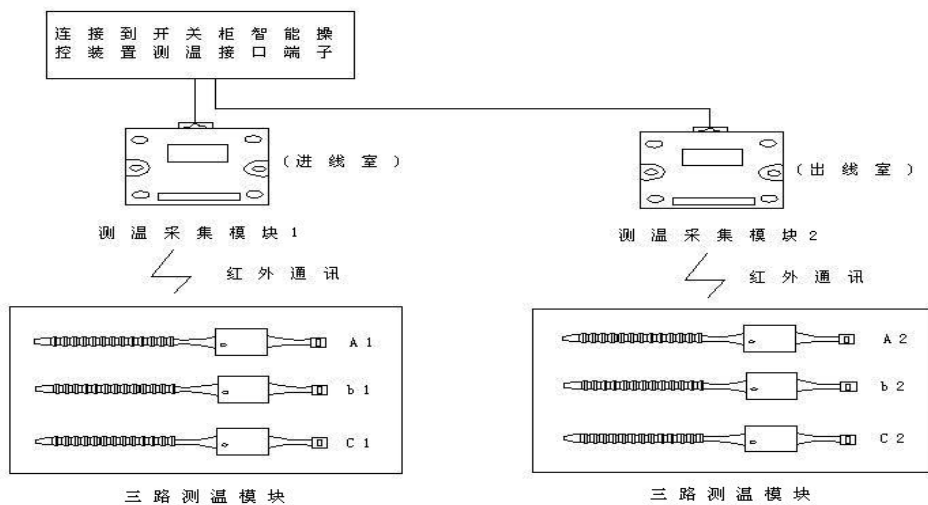 连接到开关柜智能操
控装置测温接口端子
(进线室)
(出线室)
测温采集模块1
测温采集模块2
红外通讯
红外通讯
A1
b1
C1
A2
b2
C2
三路测温模块
三路测温模块